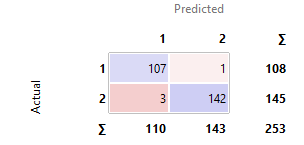 Predicted
1 2 Σ
1 107 1 108
Actual
2 3 142 145
Σ 110 143 253